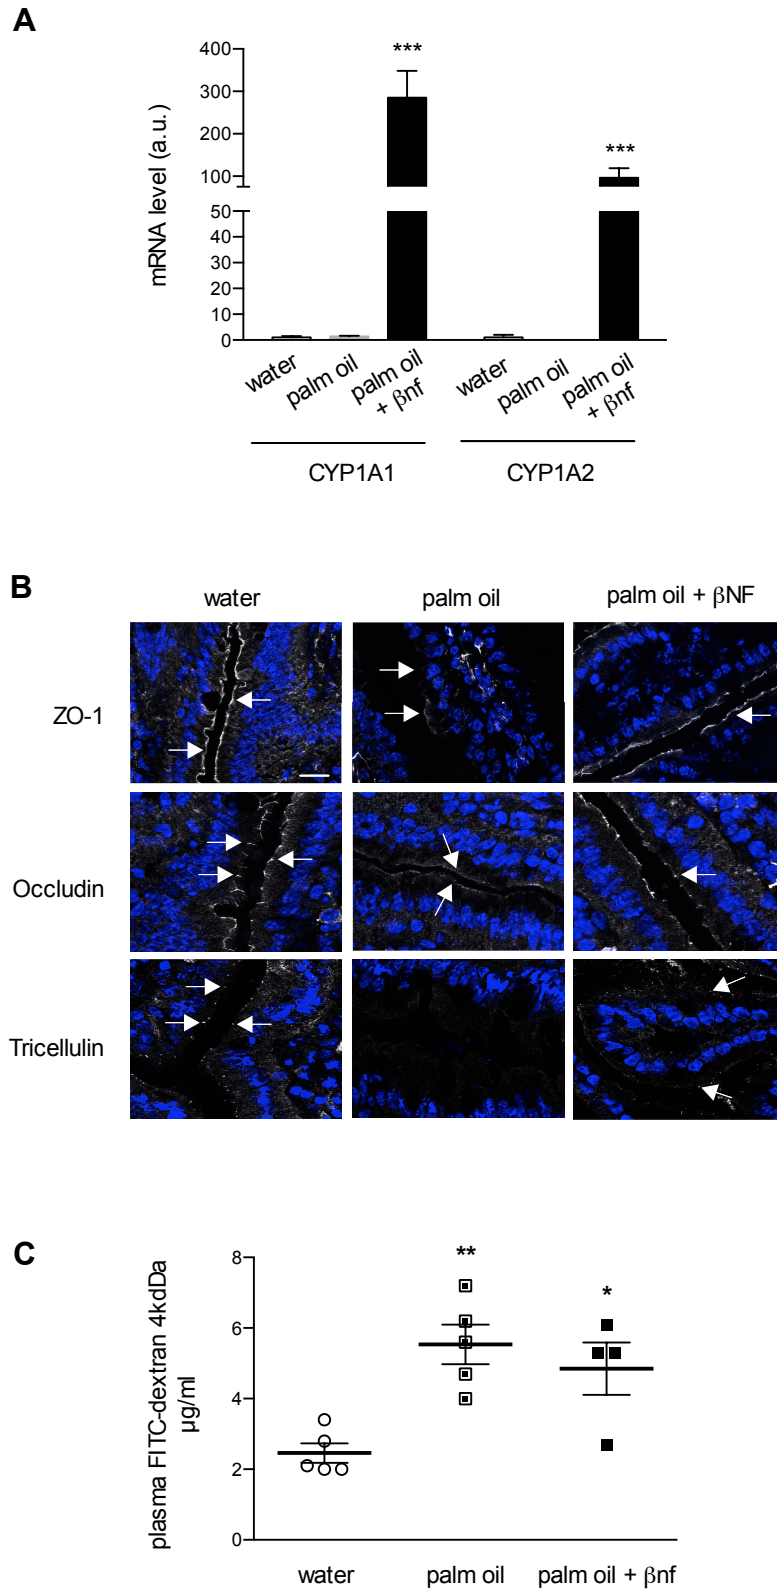 A
mRNA level (a.u.)
400
300
200
100
50
40
30
20
10
0
***
***
water
palm oil
palm oil
+ βnf
water
palm oil
palm oil
+ βnf
CYP1A1
CYP1A2
B
water
palm oil
palm oil + βNF
ZO-1
Occludin
Tricellulin
C
plasma FITC-dextran 4kdDa
µg/ml
8
6
4
2
0
**
*
water
palm oil
palm oil + βnf